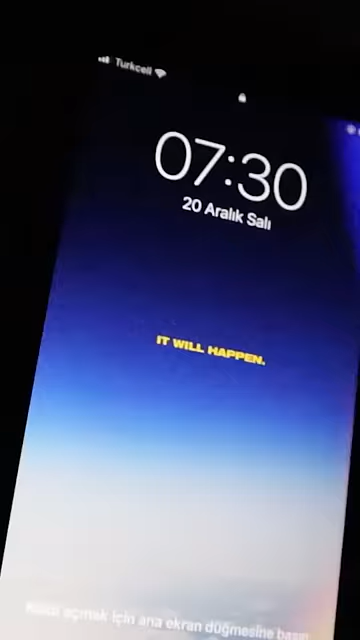 Turkcell
07:30
20 Aralık Salı
IT WILL HAPPEN.
Kilidi açmak için ana ekran düğmesine basın